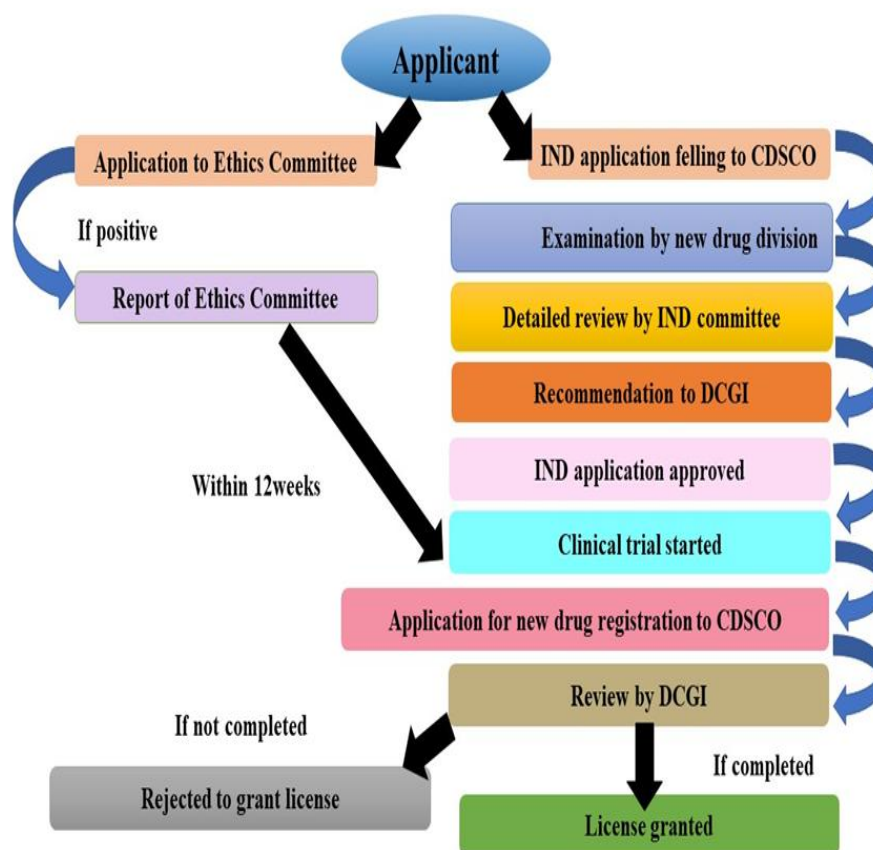 Applicant
Application to Ethics Committee
IND application felling to CDSCO
If positive
Examination by new drug division
Report of Ethics Committee
Detailed review by IND committee
Recommendation to DCGI
Within 12weeks
IND application approved
Clinical trial started
Application for new drug registration to CDSCO
Review by DCGI
If not completed
If completed
Rejected to grant license
License granted